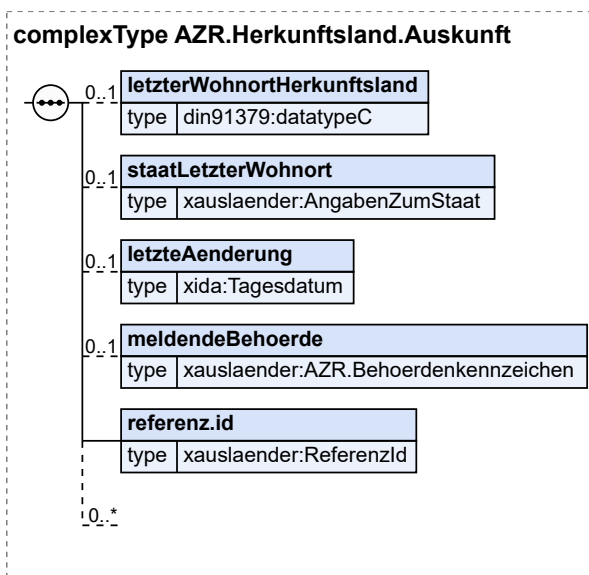 complexType AZR.Herkunftsland.Auskunft
0..1 letzterWohnortHerkunftsland
type din91379:datatypeC
0..1 staatLetzterWohnort
type xauslaender:AngabenZumStaat
0..1 letzteAenderung
type xida:Tagesdatum
0..1 meldendeBehoerde
type xauslaender:AZR.Behoerdenkennzeichen
referenz.id
type xauslaender:ReferenzId
0..*